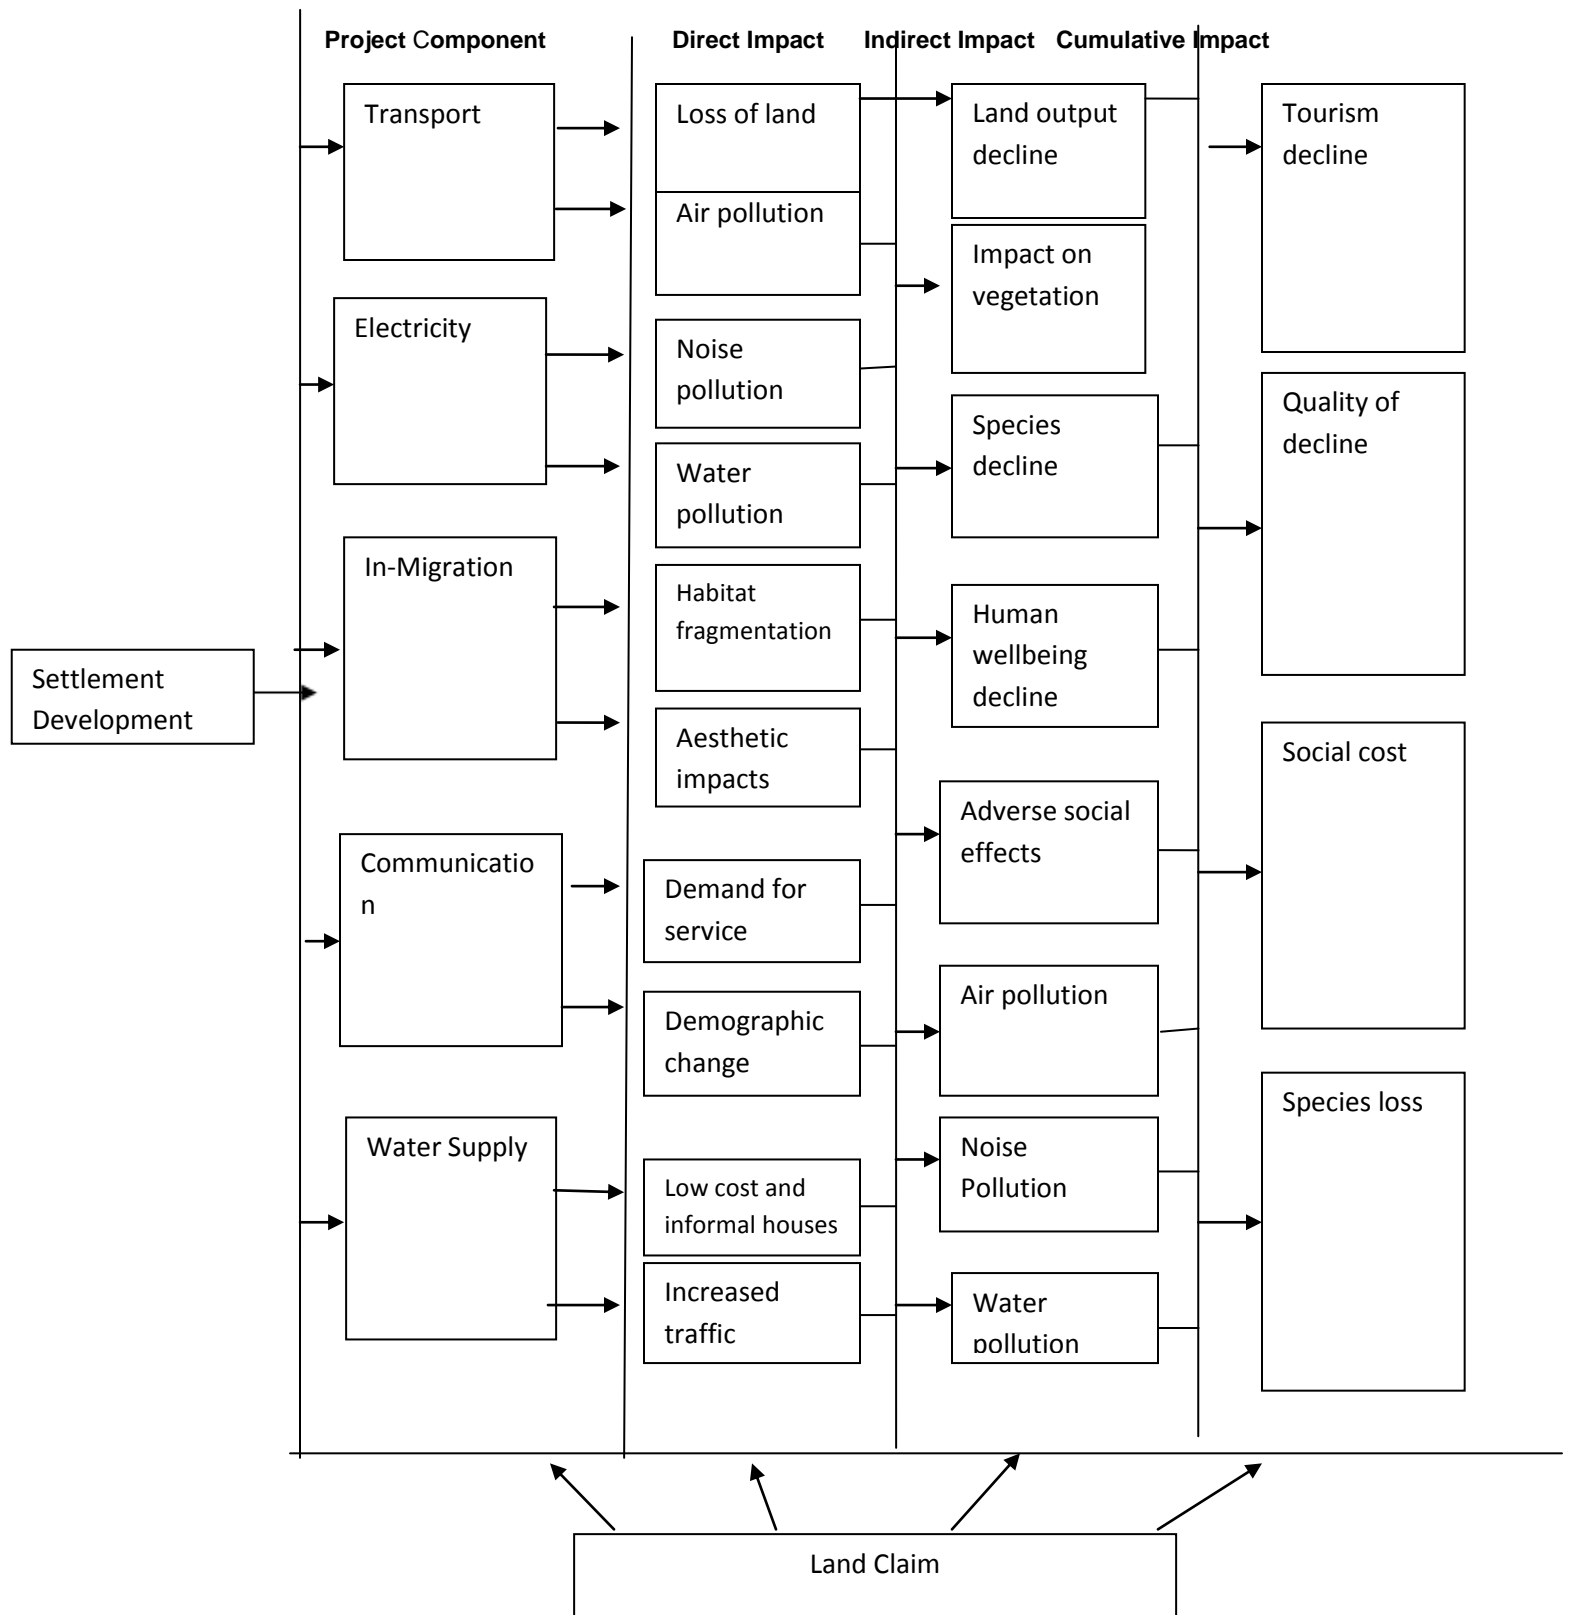 Project Component Direct Impact Indirect Impact Cumulative Impact
Transport
Electricity
In-Migration
Settlement
Development
Communicatio
n
Water Supply
Loss of land
Air pollution
Noise
pollution
Water
pollution
Habitat
fragmentation
Aesthetic
impacts
Demand for
service
Demographic
change
Low cost and
informal houses
Increased
traffic
Land output
decline
Impact on
vegetation
Species
decline
Human
wellbeing
decline
Adverse social
effects
Air pollution
Noise
Pollution
Water
pollution
Tourism
decline
Quality of
decline
Social cost
Species loss
Land Claim